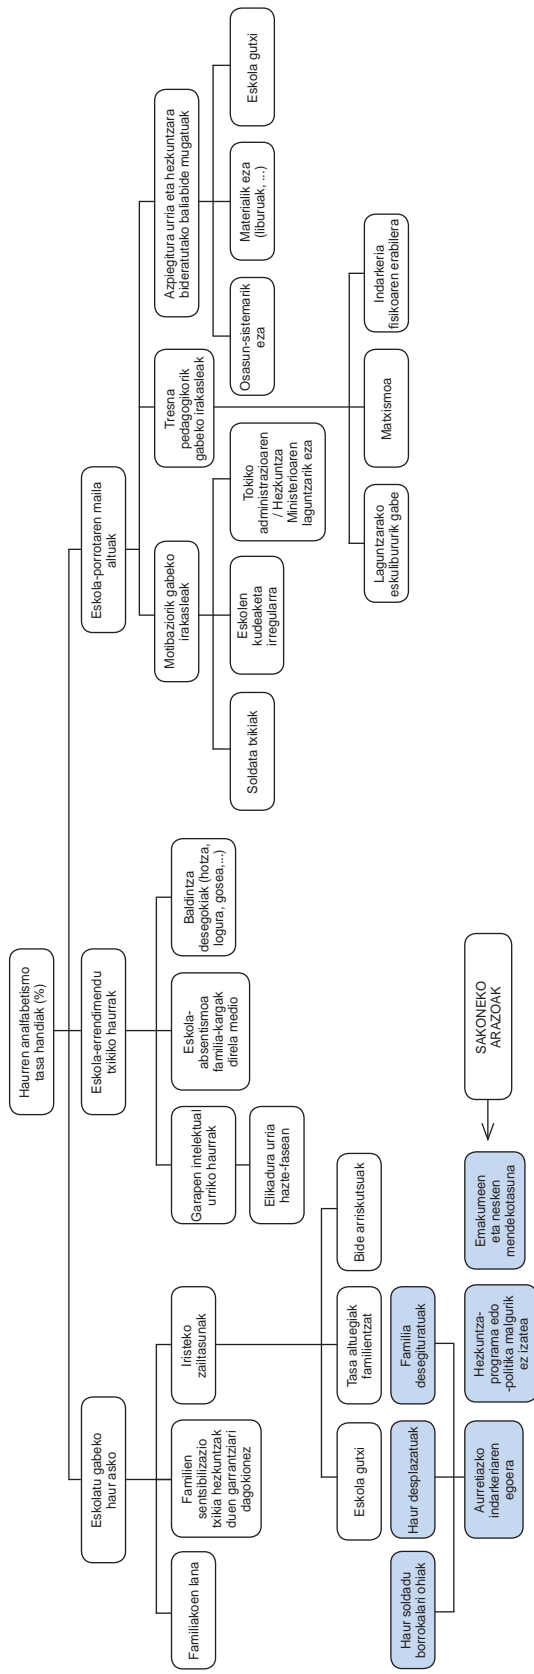 Haurren analfabetismo
tasa handiak (%)
Eskolatu gabeko
haur asko
Eskola-errendimendu
txikiko haurrak
Eskola-porrotaren maila
altuak
Familiakoen lana
Familien
sentsibilizazio
txikia hezkuntzak
duen garrantziari
dagokionez
Iristeko
zailtasunak
Garapen intelektual
urriko haurrak
Eskola-
absentismoa
familia-kargak
direla medio
Baldintza
desegokiak (hotza,
logura, gosea,...)
Motibaziorik gabeko
irakasleak
Tresna
pedagogikorik
gabeko irakasleak
Azpiegitura urria eta hezkuntzara
bideratutako baliabide mugatuak
Elikadura urria
hazte-fasean
Soldata txikiak
Eskolen
kudeaketa
irregularra
Tokiko
administrazioaren
/ Hezkuntza
Ministerioaren
laguntzarik eza
Osasun-sistemarik
eza
Materialik eza
(liburuak, ...)
Eskola gutxi
Eskola gutxi
Tasa altuegiak
familientzat
Bide arriskutsuak
Laguntzarako
eskulibururik gabe
Matxismoa
Indarkeria
fisikoaren erabilera
Haur soldadu
borrokalari ohiak
Haur desplazatuak
Familia
desegituratuak
Aurretiazko
indarkeriaren
egoera
Hezkuntza-
programa edo
-politika malgurik
ez izatea
Emakumeen
eta nesken
mendekotasuna
SAKONEKO
ARAZOAK